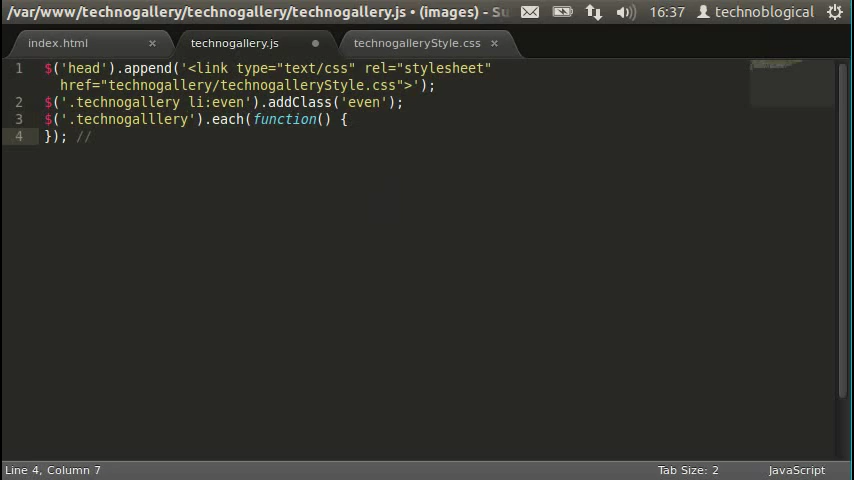 /var/www/technogallery/technogallery/technogallery.js • (images) - Su 16:37 technoblogical
index.html × technogallery.js ● technogalleryStyle.css ×
1 $('head').append('<link type="text/css" rel="stylesheet"
href="technogallery/technogalleryStyle.css">');
2 $('.technogallery li:even').addClass('even');
3 $('.technogalllery').each(function() {
4 }); //
Line 4, Column 7 Tab Size: 2 JavaScript